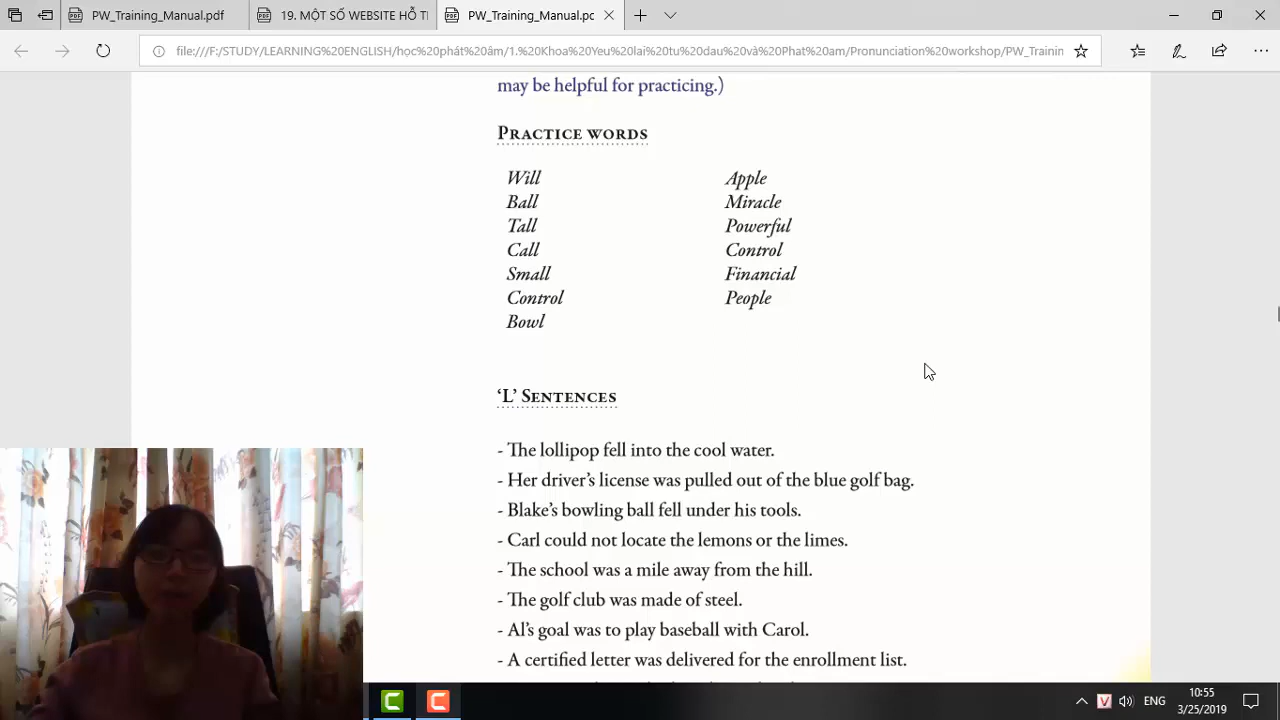 PW_Training_Manual.pdf
19. MỘT SỐ WEBSITE HỖ T
PW_Training_Manual.pc
file:///F:/STUDY/LEARNING%20ENGLISH/học%20phát%20âm/1.%20Khoa%20Yeu%20lai%20tu%20dau%20và%20Phat%20am/Pronunciation%20workshop/PW_Trainin
may be helpful for practicing.)
PRACTICE WORDS
Will Apple
Ball Miracle
Tall Powerful
Call Control
Small Financial
Control People
Bowl
‘L’ SENTENCES
- The lollipop fell into the cool water.
- Her driver’s license was pulled out of the blue golf bag.
- Blake’s bowling ball fell under his tools.
- Carl could not locate the lemons or the limes.
- The school was a mile away from the hill.
- The golf club was made of steel.
- Al’s goal was to play baseball with Carol.
- A certified letter was delivered for the enrollment list.
V ENG 10:55
3/25/2019